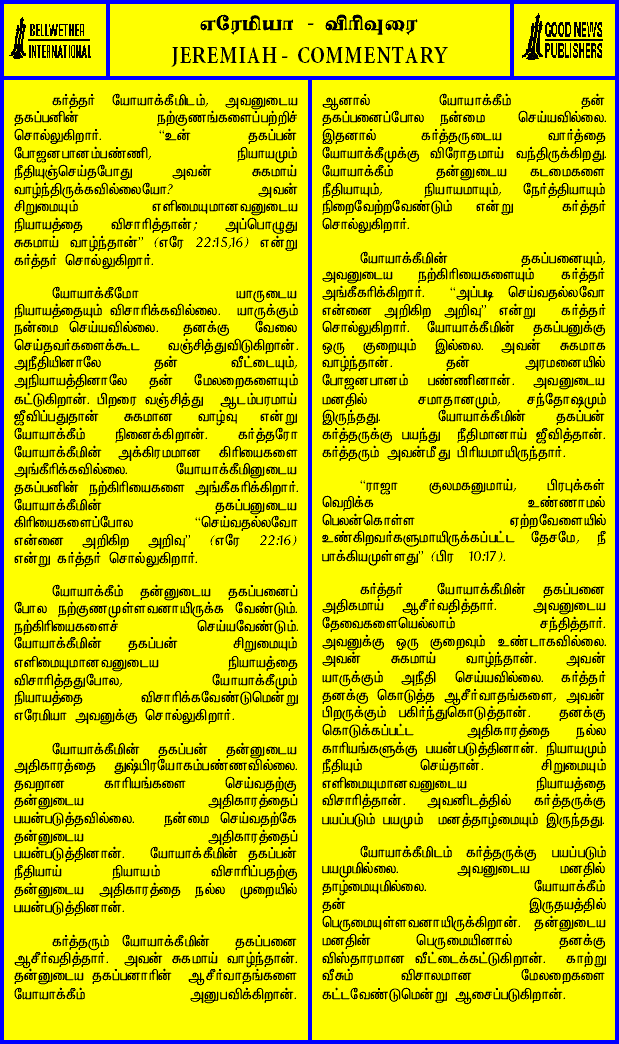 BELLWETHER
INTERNATIONAL
எரேமியா - விரிவுரை
JEREMIAH - COMMENTARY
GOOD NEWS
PUBLISHERS
கர்த்தர் யோயாக்கீமிடம், அவனுடைய
தகப்பனின் நற்குணங்களைப்பற்றிச்
சொல்லுகிறார். "உன் தகப்பன்
போஜனபானம்பண்ணி, நியாயமும்
நீதியுஞ்செய்தபோது அவன் சுகமாய்
வாழ்ந்திருக்கவில்லையோ? அவன்
சிறுமையும் எளிமையுமானவனுடைய
நியாயத்தை விசாரித்தான்; அப்பொழுது
சுகமாய் வாழ்ந்தான்" (எரே 22:15,16) என்று
கர்த்தர் சொல்லுகிறார்.
யோயாக்கீமோ யாருடைய
நியாயத்தையும் விசாரிக்கவில்லை. யாருக்கும்
நன்மை செய்யவில்லை. தனக்கு வேலை
செய்தவர்களைக்கூட வஞ்சித்துவிடுகிறான்.
அநீதியினாலே தன் வீட்டையும்,
அநியாயத்தினாலே தன் மேலறைகளையும்
கட்டுகிறான். பிறரை வஞ்சித்து ஆடம்பரமாய்
ஜீவிப்பதுதான் சுகமான வாழ்வு என்று
யோயாக்கீம் நினைக்கிறான். கர்த்தரோ
யோயாக்கீமின் அக்கிரமமான கிரியைகளை
அங்கீரிக்கவில்லை. யோயாக்கீமினுடைய
தகப்பனின் நற்கிரியைகளை அங்கீகரிக்கிறார்.
யோயாக்கீமின் தகப்பனுடைய
கிரியைகளைப்போல "செய்வதல்லவோ
என்னை அறிகிற அறிவு" (எரே 22:16)
என்று கர்த்தர் சொல்லுகிறார்.
யோயாக்கீம் தன்னுடைய தகப்பனைப்
போல நற்குணமுள்ளவனாயிருக்க வேண்டும்.
நற்கிரியைகளைச் செய்யவேண்டும்.
யோயாக்கீமின் தகப்பன் சிறுமையும்
எளிமையுமானவனுடைய நியாயத்தை
விசாரித்ததுபோல, யோயாக்கீமும்
நியாயத்தை விசாரிக்கவேண்டுமென்று
எரேமியா அவனுக்கு சொல்லுகிறார்.
யோயாக்கீமின் தகப்பன் தன்னுடைய
அதிகாரத்தை துஷ்பிரயோகம்பண்ணவில்லை.
தவறான காரியங்களை செய்வதற்கு
தன்னுடைய அதிகாரத்தைப்
பயன்படுத்தவில்லை. நன்மை செய்வதற்கே
தன்னுடைய அதிகாரத்தைப்
பயன்படுத்தினான். யோயாக்கீமின் தகப்பன்
நீதியாய் நியாயம் விசாரிப்பதற்கு
தன்னுடைய அதிகாரத்தை நல்ல முறையில்
பயன்படுத்தினான்.
கர்த்தரும் யோயாக்கீமின் தகப்பனை
ஆசீர்வதித்தார். அவன் சுகமாய் வாழ்ந்தான்.
தன்னுடைய தகப்பனாரின் ஆசீர்வாதங்களை
யோயாக்கீம் அனுபவிக்கிறான்.
ஆனால் யோயாக்கீம் தன்
தகப்பனைப்போல நன்மை செய்யவில்லை.
இதனால் கர்த்தருடைய வார்த்தை
யோயாக்கீமுக்கு விரோதமாய் வந்திருக்கிறது.
யோயாக்கீம் தன்னுடைய கடமைகளை
நீதியாயும், நியாயமாயும், நேர்த்தியாயும்
நிறைவேற்றவேண்டும் என்று கர்த்தர்
சொல்லுகிறார்.
யோயாக்கீமின் தகப்பனையும்,
அவனுடைய நற்கிரியைகளையும் கர்த்தர்
அங்கீகரிக்கிறார். "அப்படி செய்வதல்லவோ
என்னை அறிகிற அறிவு" என்று கர்த்தர்
சொல்லுகிறார். யோயாக்கீமின் தகப்பனுக்கு
ஒரு குறையும் இல்லை. அவன் சுகமாக
வாழ்ந்தான். தன் அரமனையில்
போஜனபானம் பண்ணினான். அவனுடைய
மனதில் சமாதானமும், சந்தோஷமும்
இருந்தது. யோயாக்கீமின் தகப்பன்
கர்த்தருக்கு பயந்து நீதிமானாய் ஜீவித்தான்.
கர்த்தரும் அவன்மீது பிரியமாயிருந்தார்.
"ராஜா குலமகனுமாய், பிரபுக்கள்
வெறிக்க உண்ணாமல்
பெலன்கொள்ள ஏற்றவேளையில்
உண்கிறவர்களுமாயிருக்கப்பட்ட தேசமே, நீ
பாக்கியமுள்ளது" (பிர 10:17).
கர்த்தர் யோயாக்கீமின் தகப்பனை
அதிகமாய் ஆசீர்வதித்தார். அவனுடைய
தேவைகளையெல்லாம் சந்தித்தார்.
அவனுக்கு ஒரு குறைவும் உண்டாகவில்லை.
அவன் சுகமாய் வாழ்ந்தான். அவன்
யாருக்கும் அநீதி செய்யவில்லை. கர்த்தர்
தனக்கு கொடுத்த ஆசீர்வாதங்களை, அவன்
பிறருக்கும் பகிர்ந்துகொடுத்தான். தனக்கு
கொடுக்கப்பட்ட அதிகாரத்தை நல்ல
காரியங்களுக்கு பயன்படுத்தினான். நியாயமும்
நீதியும் செய்தான். சிறுமையும்
எளிமையுமானவனுடைய நியாயத்தை
விசாரித்தான். அவனிடத்தில் கர்த்தருக்கு
பயப்படும் பயமும் மனத்தாழ்மையும் இருந்தது.
யோயாக்கீமிடம் கர்த்தருக்கு பயப்படும்
பயமுமில்லை. அவனுடைய மனதில்
தாழ்மையுமில்லை. யோயாக்கீம்
தன் இருதயத்தில்
பெருமையுள்ளவனாயிருக்கிறான். தன்னுடைய
மனதின் பெருமையினால் தனக்கு
விஸ்தாரமான வீட்டைக்கட்டுகிறான். காற்று
வீசும் விசாலமான மேலறைகளை
கட்டவேண்டுமென்று ஆசைப்படுகிறான்.